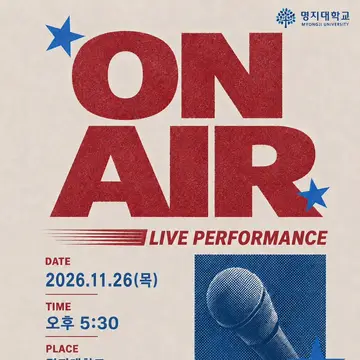 명지대학교
MYONGJI UNIVERSITY
ON
AIR
LIVE PERFORMANCE
DATE
2026.11.26(목)
TIME
오후 5:30
PLACE